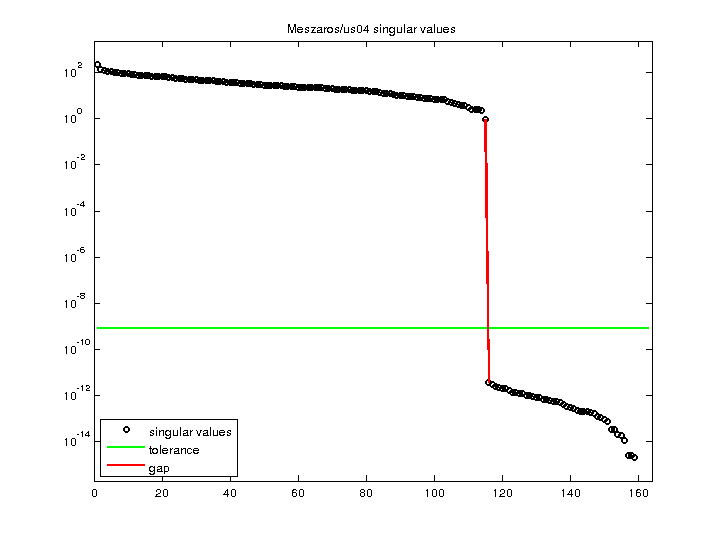 Meszaros/us04 singular values
10^2
10^0
10^-2
10^-4
10^-6
10^-8
10^-10
10^-12
10^-14
singular values
tolerance
gap
0 20 40 60 80 100 120 140 160